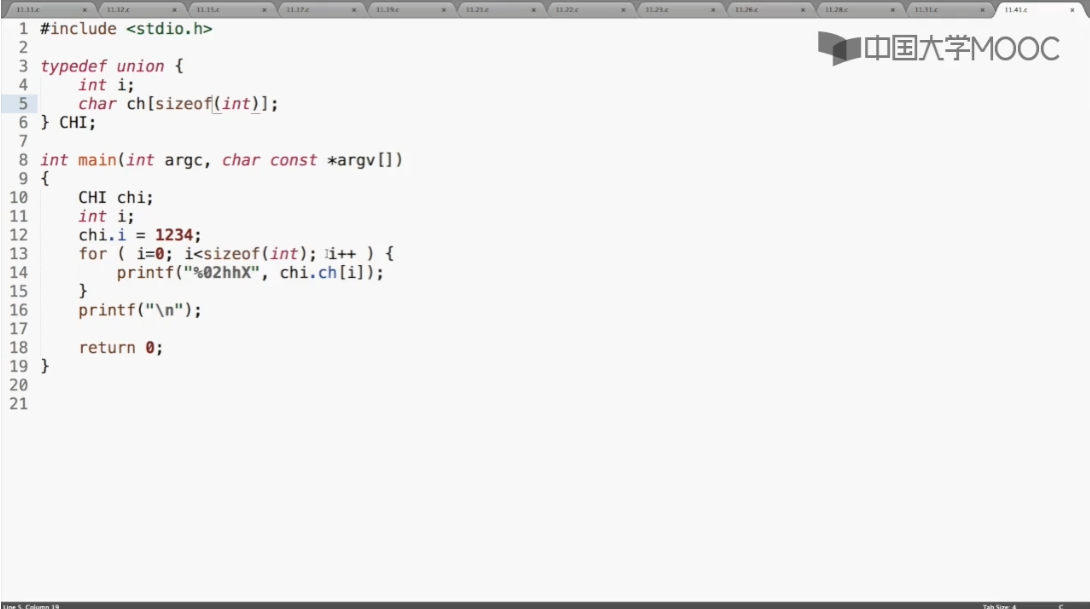 11.11.c 11.12.c 11.15.c 11.17.c 11.19.c 11.21.c 11.22.c 11.23.c 11.26.c 11.28.c 11.31.c 11.41.c
中国大学MOOC
1 #include <stdio.h>
2
3 typedef union {
4     int i;
5     char ch[sizeof(int)];
6 } CHI;
7
8 int main(int argc, char const *argv[])
9 {
10     CHI chi;
11     int i;
12     chi.i = 1234;
13     for ( i=0; i<sizeof(int); i++ ) {
14         printf("%02hhX", chi.ch[i]);
15     }
16     printf("\n");
17
18     return 0;
19 }
20
21
Line 5, Column 19 Tab Size: 4 C